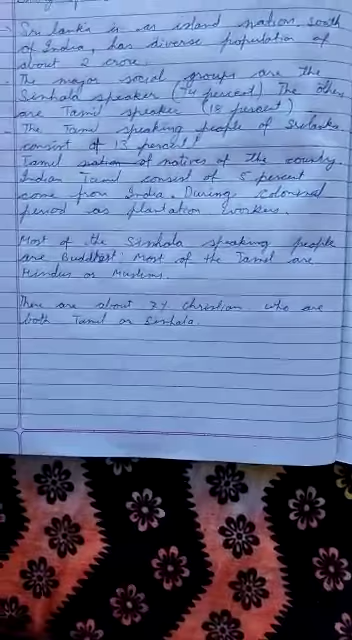 Sri lanka is an island nation, south
of India, has diverse population of
about 2 crore.
The major social groups are the
Sinhala speaker (74 percent) The other
are Tamil speaker (18 percent)
The Tamil speaking people of Srilanka
consist of 13 percent
Tamil nation of natives of the country.
Indian Tamil consist of 5 percent
come from India. During colonial
period as plantation workers.
Most of the Sinhala speaking people
are Buddhist. Most of the Tamil are
Hindus or Muslims.
There are about 7% Christian who are
both Tamil or Sinhala.